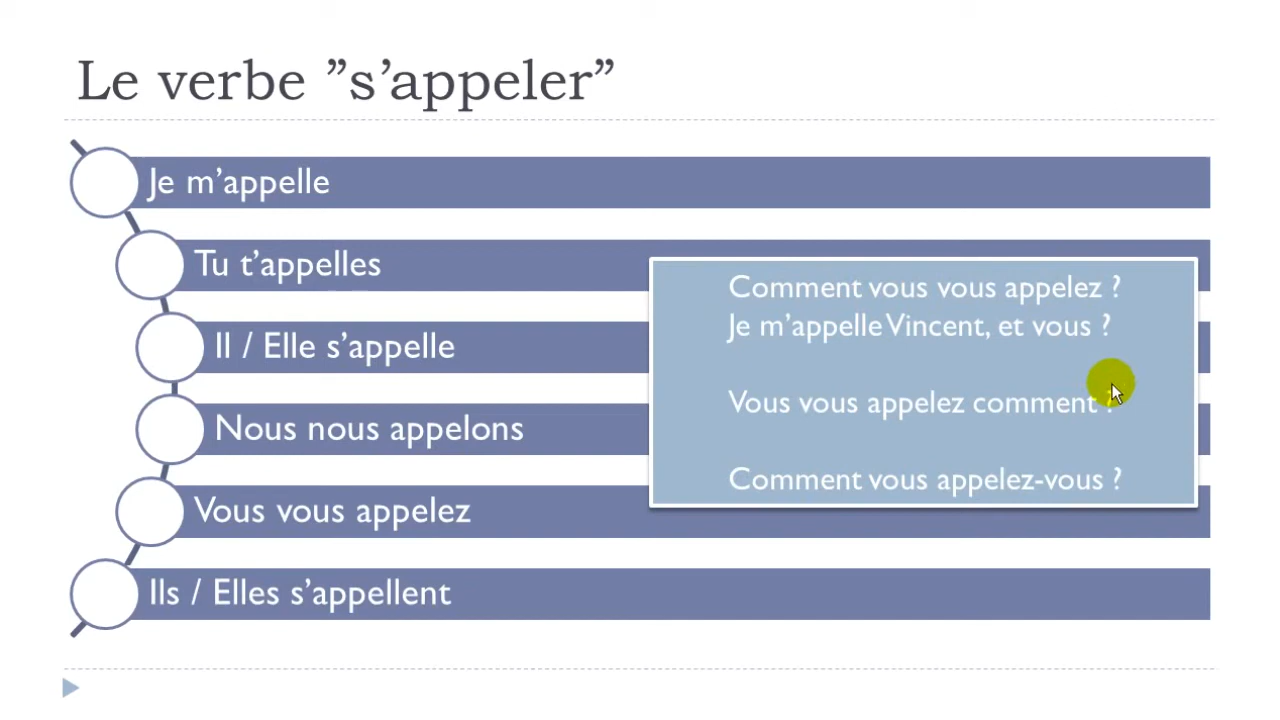 Le verbe ”s’appeler”
Je m’appelle
Tu t’appelles
Il / Elle s’appelle
Nous nous appelons
Vous vous appelez
Ils / Elles s’appellent
Comment vous vous appelez ?
Je m’appelle Vincent, et vous ?
Vous vous appelez comment ?
Comment vous appelez-vous ?